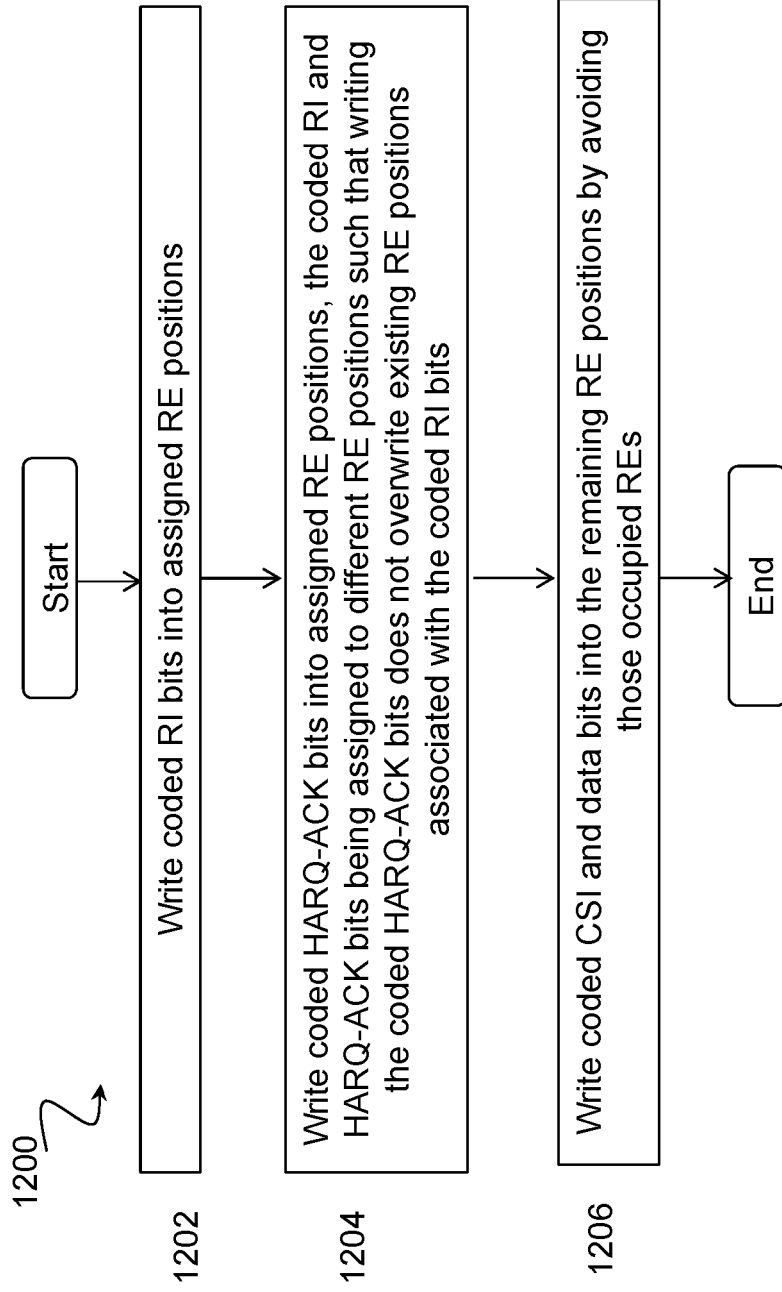 1200
Start
1202
Write coded RI bits into assigned RE positions
1204
Write coded HARQ-ACK bits into assigned RE positions, the coded RI and
HARQ-ACK bits being assigned to different RE positions such that writing
the coded HARQ-ACK bits does not overwrite existing RE positions
associated with the coded RI bits
1206
Write coded CSI and data bits into the remaining RE positions by avoiding
those occupied REs
End